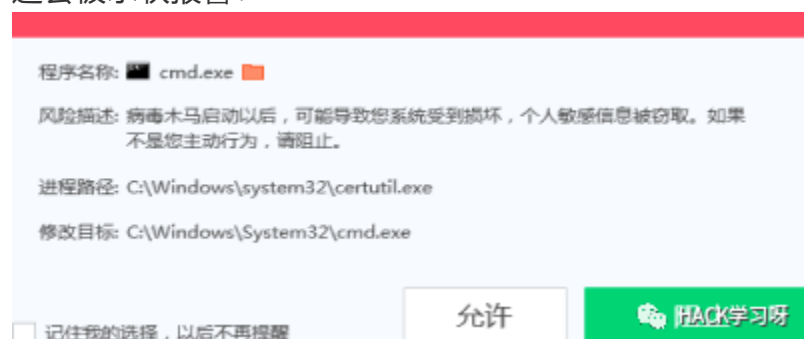 程序名称: cmd.exe
风险描述: 病毒木马启动以后，可能导致您系统受到损坏，个人敏感信息被窃取。如果
不是您主动行为，请阻止。
进程路径: C:\Windows\system32\certutil.exe
修改目标: C:\Windows\System32\cmd.exe
允许
HACK学习呀
记住我的选择，以后不再提醒